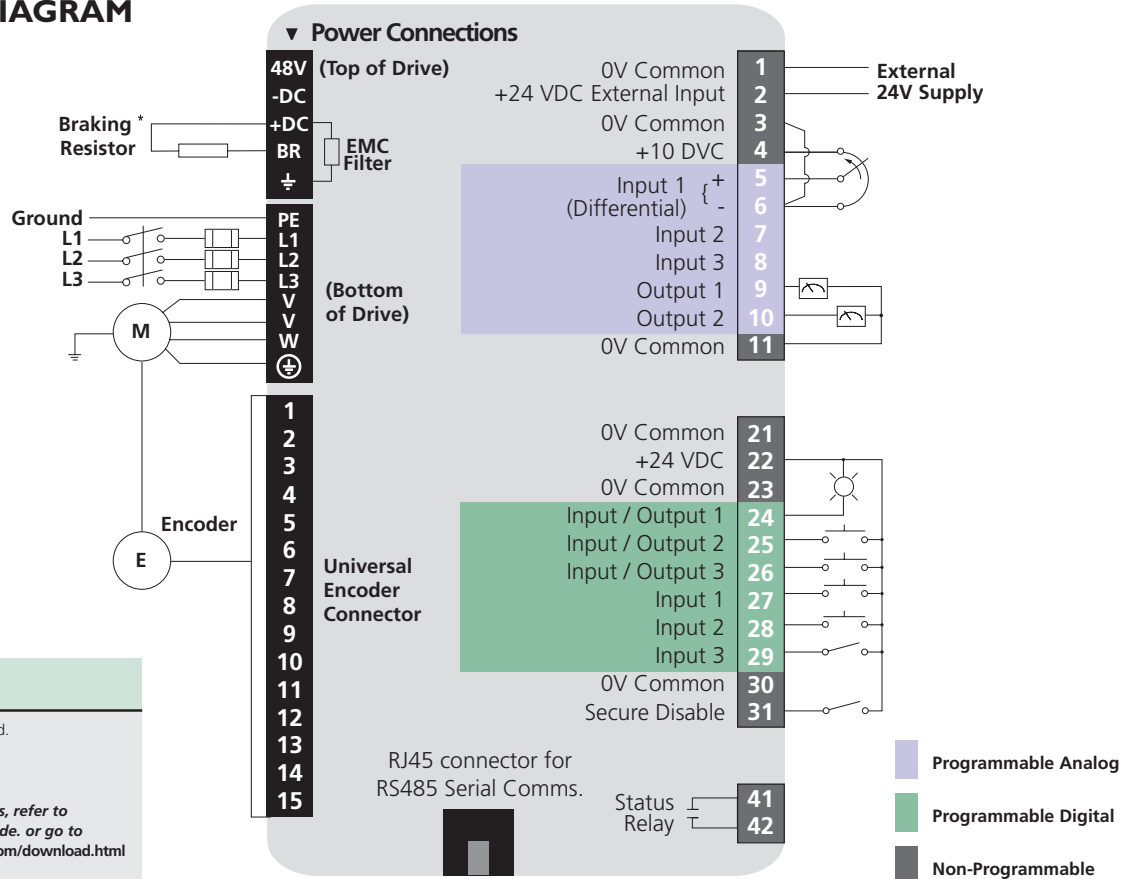 DIAGRAM
▼ Power Connections
48V (Top of Drive)
-DC
+DC
BR
Braking *
Resistor
EMC
Filter
Ground
L1
L2
L3
PE
L1
L2
L3
V
V
W
(Bottom
of Drive)
M
Encoder
E
1
2
3
4
5
6
7
8
9
10
11
12
13
14
15
Universal
Encoder
Connector
0V Common 1
+24 VDC External Input 2
External
24V Supply
0V Common 3
+10 DVC 4
Input 1 { + 5
(Differential) - 6
Input 2 7
Input 3 8
Output 1 9
Output 2 10
0V Common 11
0V Common 21
+24 VDC 22
0V Common 23
Input / Output 1 24
Input / Output 2 25
Input / Output 3 26
Input 1 27
Input 2 28
Input 3 29
0V Common 30
Secure Disable 31
RJ45 connector for
RS485 Serial Comms.
Status 41
Relay 42
Programmable Analog
Programmable Digital
Non-Programmable
d.
s, refer to
de. or go to
om/download.html